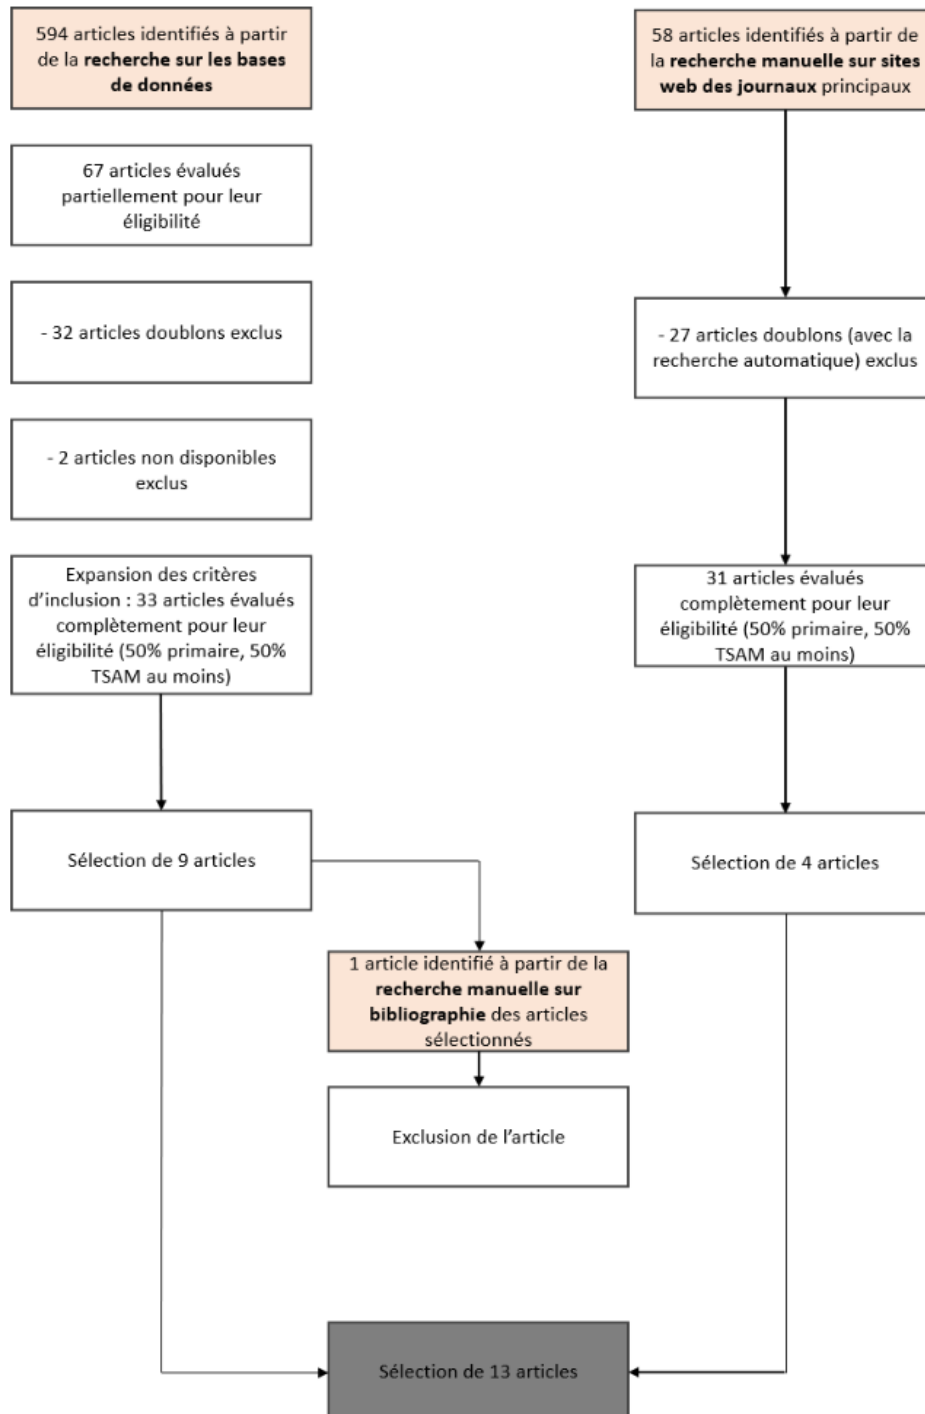 594 articles identifiés à partir
de la recherche sur les bases
de données
67 articles évalués
partiellement pour leur
éligibilité
- 32 articles doublons exclus
- 2 articles non disponibles
exclus
Expansion des critères
d’inclusion : 33 articles évalués
complètement pour leur
éligibilité (50% primaire, 50%
TSAM au moins)
Sélection de 9 articles
58 articles identifiés à partir de
la recherche manuelle sur sites
web des journaux principaux
- 27 articles doublons (avec la
recherche automatique) exclus
31 articles évalués
complètement pour leur
éligibilité (50% primaire, 50%
TSAM au moins)
Sélection de 4 articles
1 article identifié à partir de la
recherche manuelle sur
bibliographie des articles
sélectionnés
Exclusion de l’article
Sélection de 13 articles